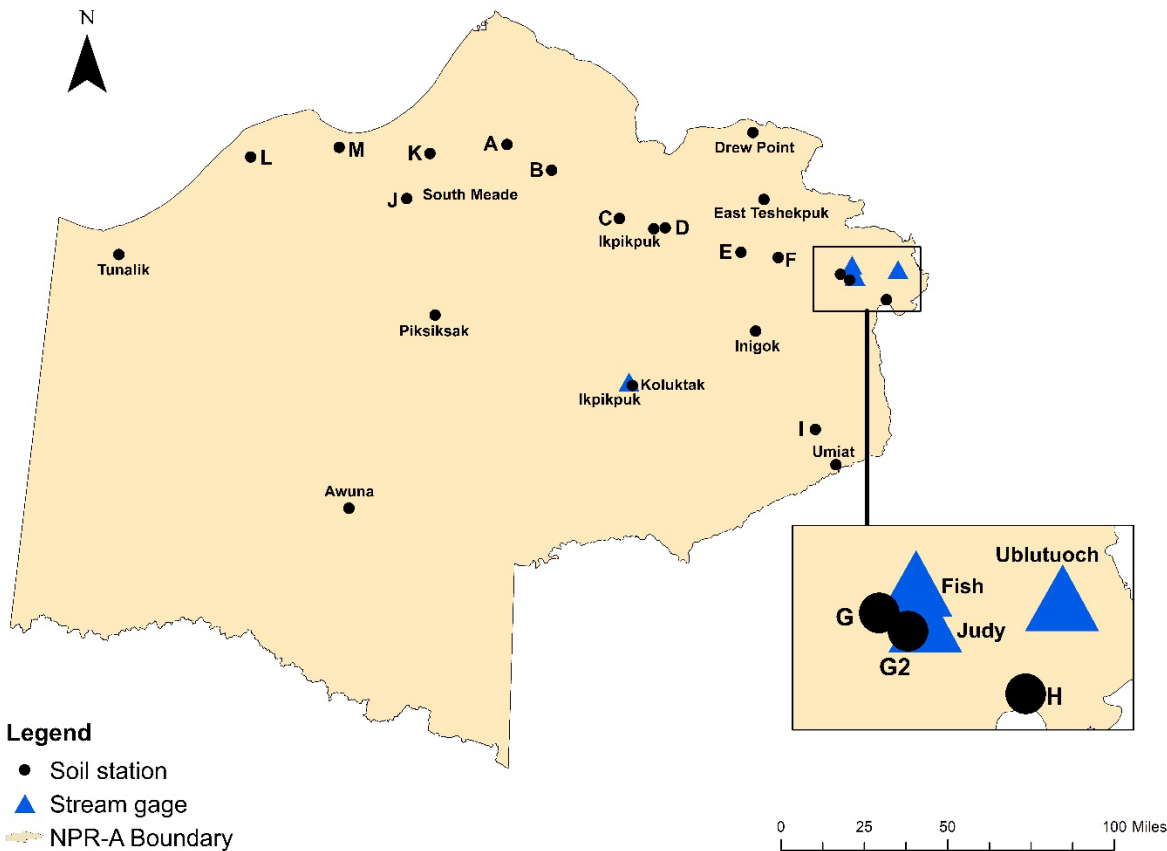 N
Drew Point
A
M
K
L
B
South Meade
J
East Teshekpuk
C
D
Ikpikpuk
E
F
Tunalik
Piksiksak
Inigok
Koluktak
Ikpikpuk
I
Umiat
Awuna
Ublutuoch
Fish
G
Judy
G2
H
Legend
Soil station
Stream gage
NPR-A Boundary
0 25 50 100 Miles